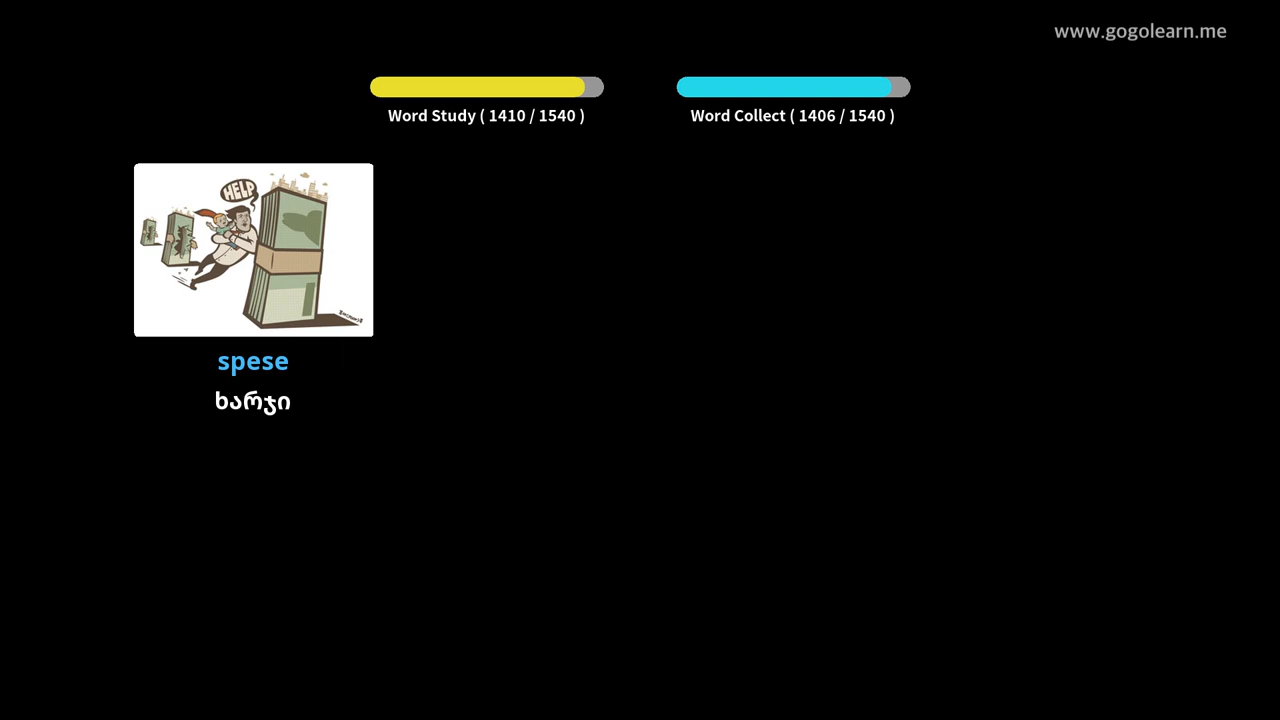 www.gogolearn.me
Word Study ( 1410 / 1540 )
Word Collect ( 1406 / 1540 )
HELP
spese
ხარჯი